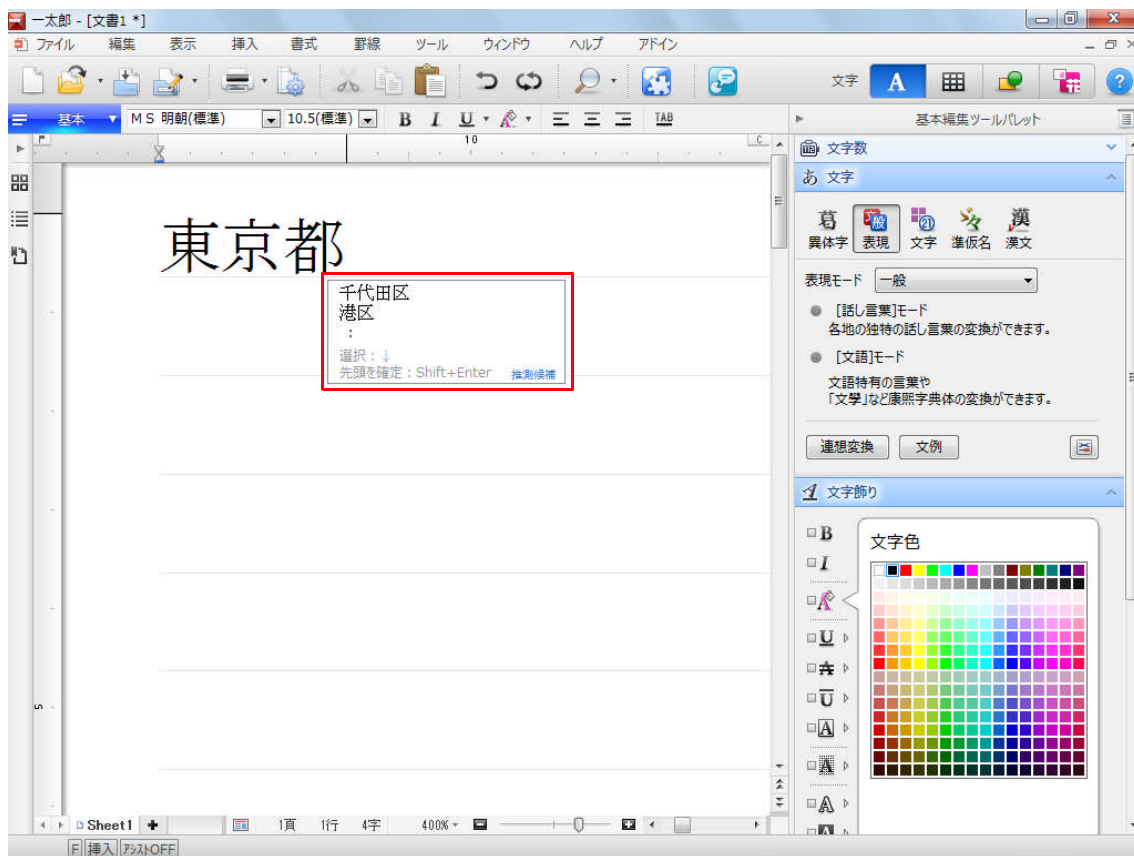 一太郎 - [文書1 *]
ファイル 編集 表示 挿入 書式 罫線 ツール ウィンドウ ヘルプ アドイン
文字 A ?
基本 ＭＳ 明朝(標準) 10.5(標準) B I U TAB
基本編集ツールパレット
10 C
東京都
千代田区
港区
:
選択：↓
先頭を確定：Shift+Enter 推測候補
文字数
あ 文字
葛 般 21 漢
異体字 表現 文字 準仮名 漢文
表現モード 一般
[話し言葉]モード
各地の独特の話し言葉の変換ができます。
[文語]モード
文語特有の言葉や
「文學」など康熙字典体の変換ができます。
連想変換 文例
文字飾り
B
I
文字色
U
A
U
A
A
A
A
5
Sheet1 1頁 1行 4字 400%
F 挿入 アシストOFF